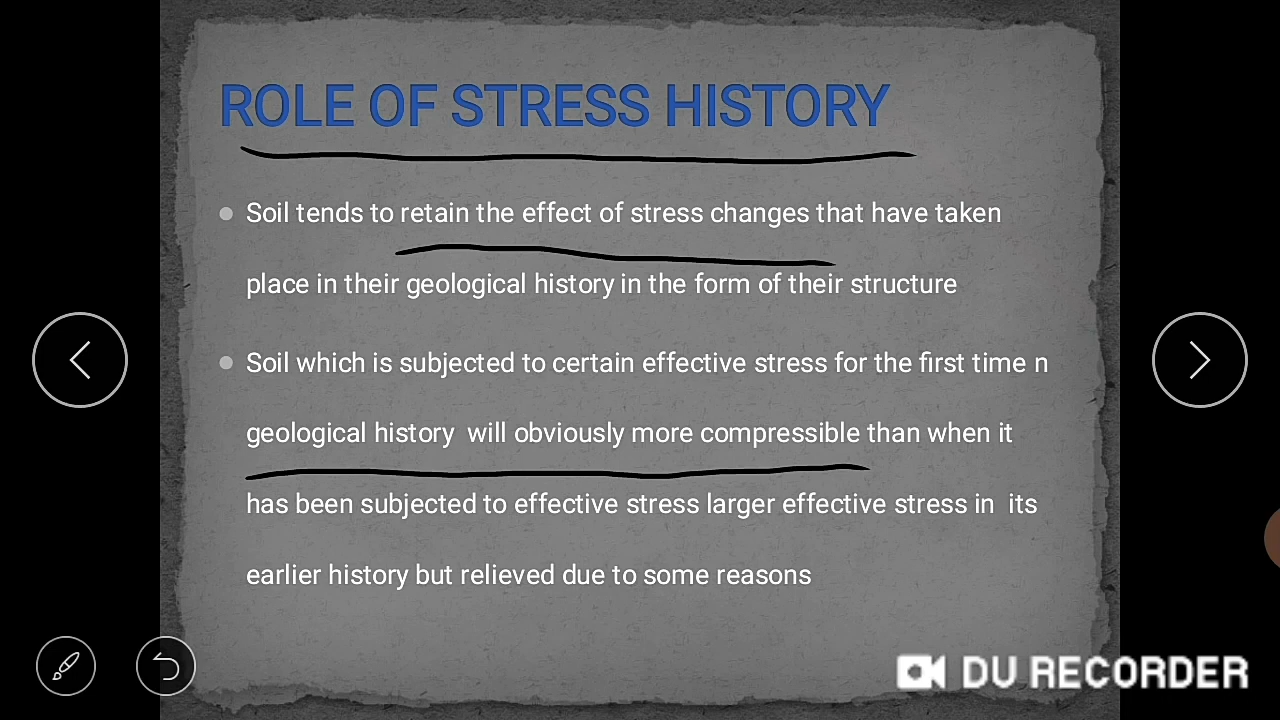 ROLE OF STRESS HISTORY
Soil tends to retain the effect of stress changes that have taken
place in their geological history in the form of their structure
Soil which is subjected to certain effective stress for the first time n
geological history will obviously more compressible than when it
has been subjected to effective stress larger effective stress in its
earlier history but relieved due to some reasons
DU RECORDER